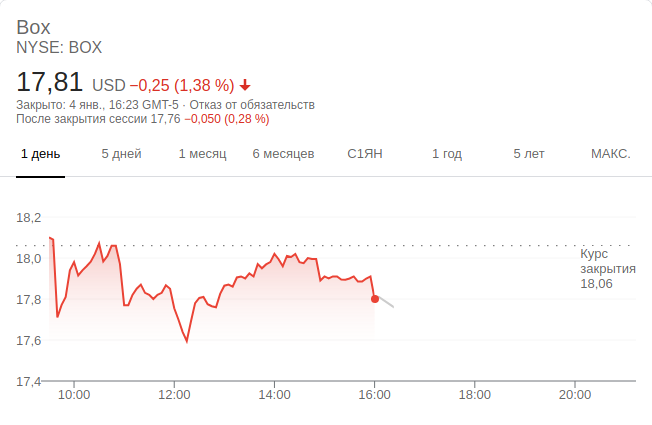 Box
NYSE: BOX
17,81 USD −0,25 (1,38 %)
Закрыто: 4 янв., 16:23 GMT-5 · Отказ от обязательств
После закрытия сессии 17,76 −0,050 (0,28 %)
1 день 5 дней 1 месяц 6 месяцев С1ЯН 1 год 5 лет МАКС.
18,2
18,0
17,8
17,6
17,4
Курс
закрытия
18,06
10:00 12:00 14:00 16:00 18:00 20:00